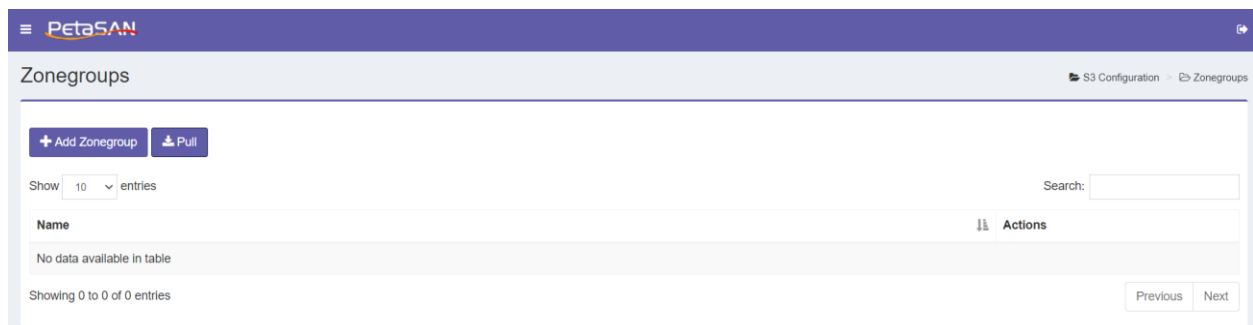 PetaSAN
Zonegroups
S3 Configuration > Zonegroups
Add Zonegroup
Pull
Show 10 entries
Search:
Name
Actions
No data available in table
Showing 0 to 0 of 0 entries
Previous
Next